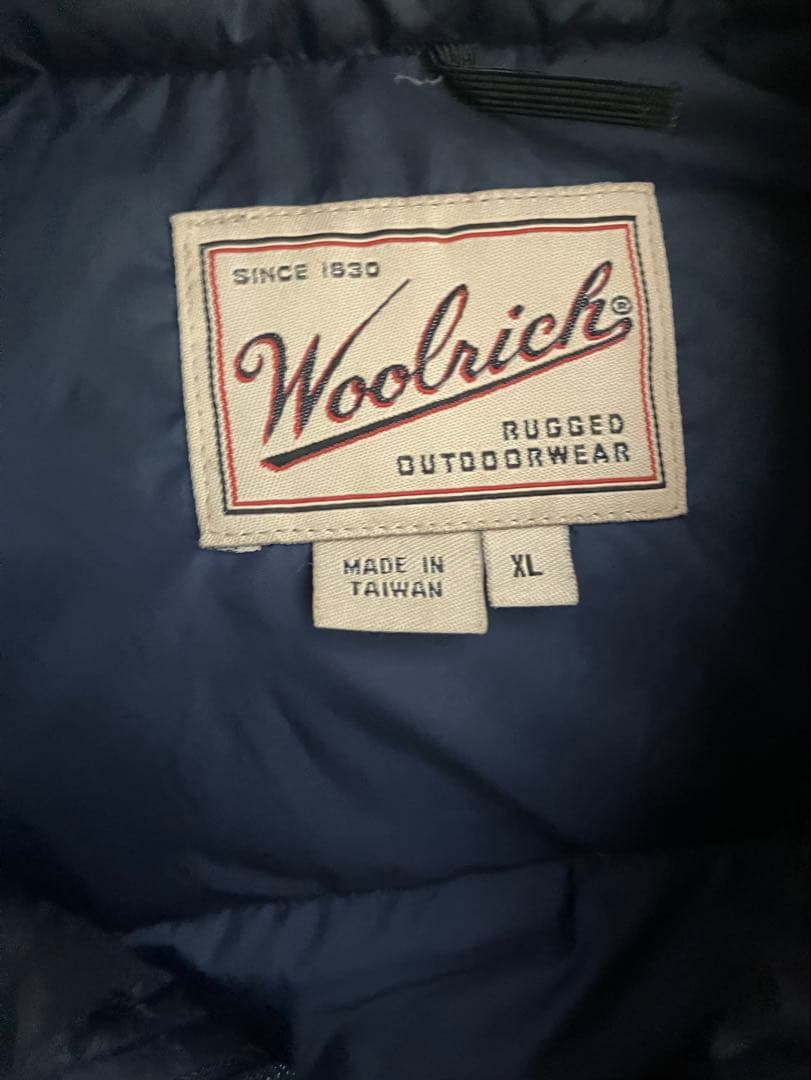 SINCE 1830
Woolrich®
RUGGED
OUTDOORWEAR
MADE IN
TAIWAN
XL